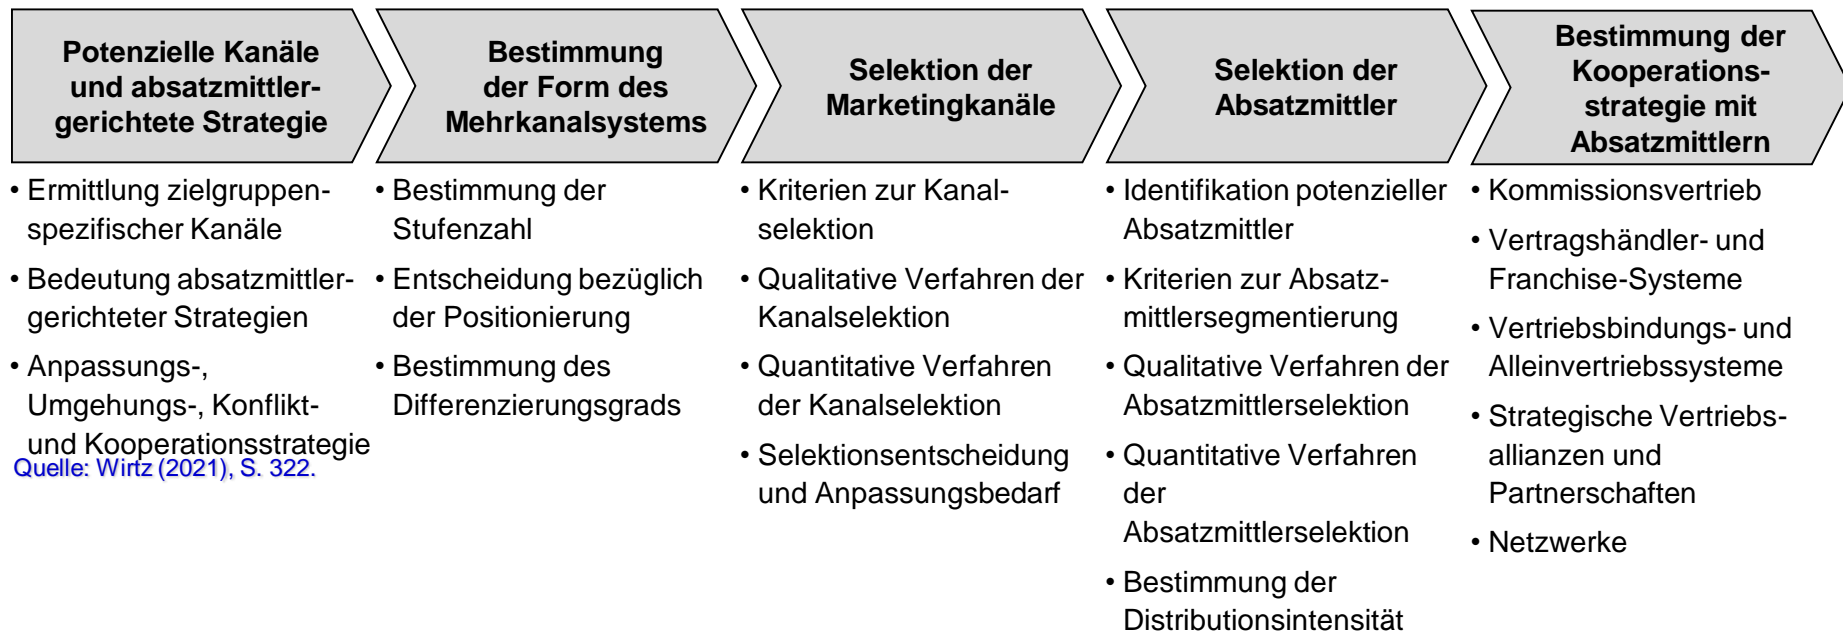 Potenzielle Kanäle
und absatzmittler-
gerichtete Strategie
Bestimmung
der Form des
Mehrkanalsystems
Selektion der
Marketingkanäle
Selektion der
Absatzmittler
Bestimmung der
Kooperations-
strategie mit
Absatzmittlern
• Ermittlung zielgruppen-
spezifischer Kanäle
• Bedeutung absatzmittler-
gerichteter Strategien
• Anpassungs-,
Umgehungs-, Konflikt-
und Kooperationsstrategie
Quelle: Wirtz (2021), S. 322.
• Bestimmung der
Stufenzahl
• Entscheidung bezüglich
der Positionierung
• Bestimmung des
Differenzierungsgrads
• Kriterien zur Kanal-
selektion
• Qualitative Verfahren der
Kanalselektion
• Quantitative Verfahren
der Kanalselektion
• Selektionsentscheidung
und Anpassungsbedarf
• Identifikation potenzieller
Absatzmittler
• Kriterien zur Absatz-
mittlersegmentierung
• Qualitative Verfahren der
Absatzmittlerselektion
• Quantitative Verfahren
der
Absatzmittlerselektion
• Bestimmung der
Distributionsintensität
• Kommissionsvertrieb
• Vertragshändler- und
Franchise-Systeme
• Vertriebsbindungs- und
Alleinvertriebssysteme
• Strategische Vertriebs-
allianzen und
Partnerschaften
• Netzwerke